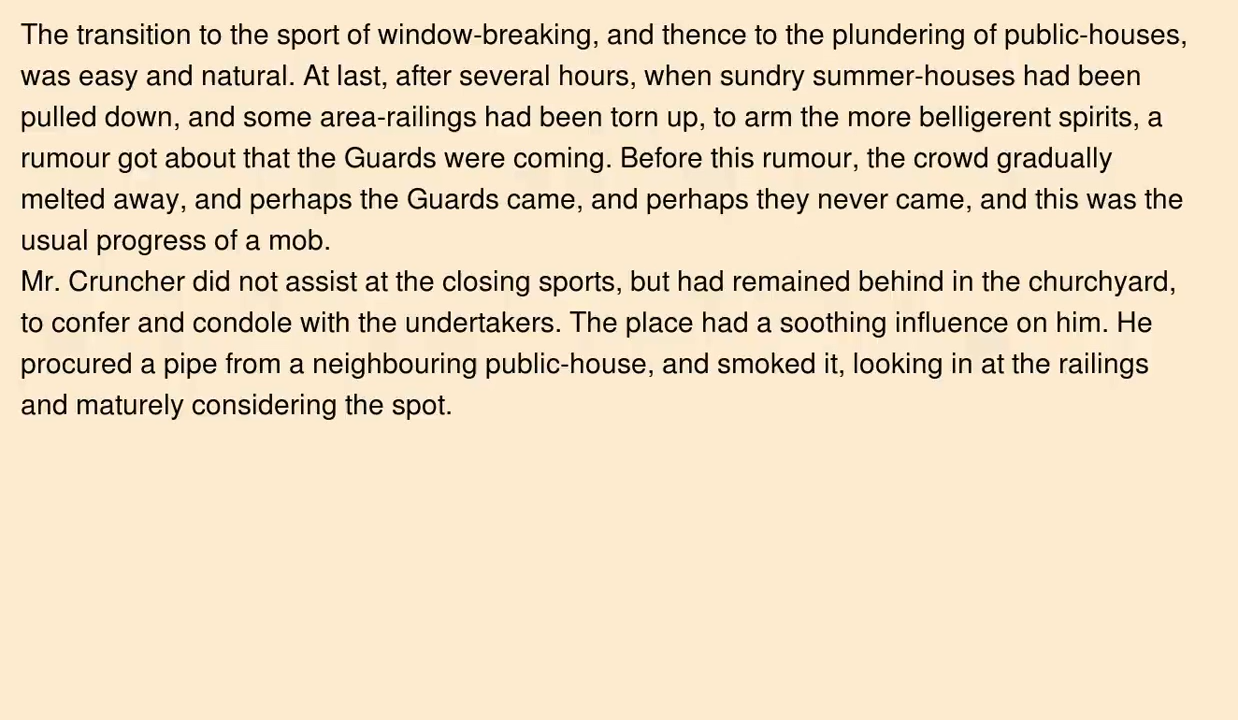 The transition to the sport of window-breaking, and thence to the plundering of public-houses,
was easy and natural. At last, after several hours, when sundry summer-houses had been
pulled down, and some area-railings had been torn up, to arm the more belligerent spirits, a
rumour got about that the Guards were coming. Before this rumour, the crowd gradually
melted away, and perhaps the Guards came, and perhaps they never came, and this was the
usual progress of a mob.
Mr. Cruncher did not assist at the closing sports, but had remained behind in the churchyard,
to confer and condole with the undertakers. The place had a soothing influence on him. He
procured a pipe from a neighbouring public-house, and smoked it, looking in at the railings
and maturely considering the spot.